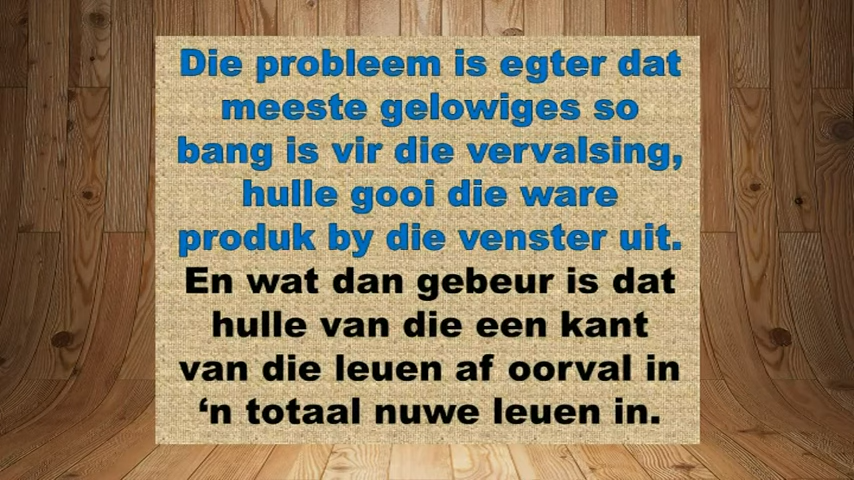 Die probleem is egter dat
meeste gelowiges so
bang is vir die vervalsing,
hulle gooi die ware
produk by die venster uit.
En wat dan gebeur is dat
hulle van die een kant
van die leuen af oorval in
‘n totaal nuwe leuen in.